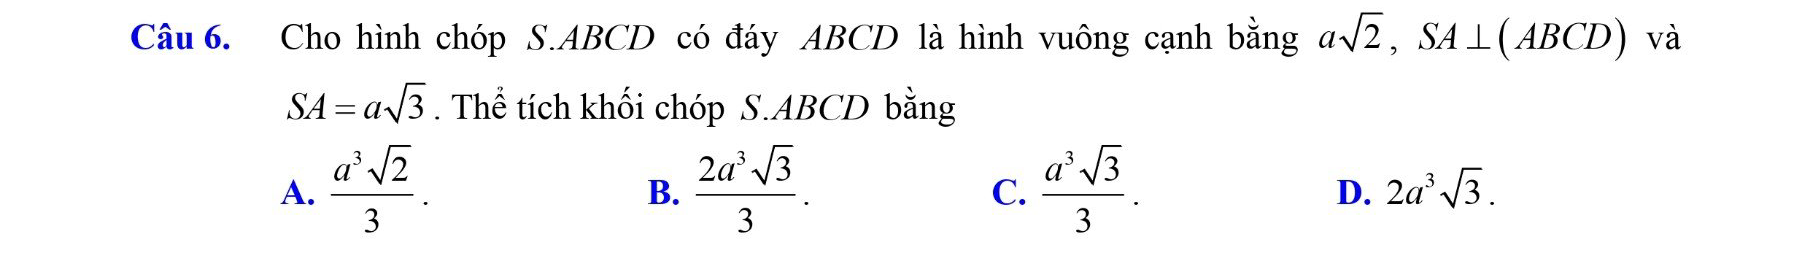 Câu 6. Cho hình chóp S.ABCD có đáy ABCD là hình vuông cạnh bằng a√2, SA ⊥ (ABCD) và
SA = a√3. Thể tích khối chóp S.ABCD bằng
A. a³√2/3. B. 2a³√3/3. C. a³√3/3. D. 2a³√3.